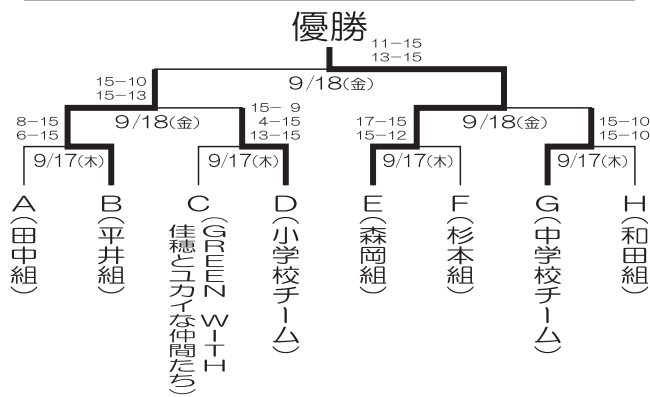 優勝
11−15
13−15
9/18(金)
15−10
15−13
9/18(金)
9/18(金)
8−15
6−15
15− 9
4−15
13−15
17−15
15−12
15−10
15−10
9/17(木)
9/17(木)
9/17(木)
9/17(木)
A(田中組)
B(平井組)
C(GREEN WITH
佳穂とユカイな仲間たち)
D(小学校チーム)
E(森岡組)
F(杉本組)
G(中学校チーム)
H(和田組)